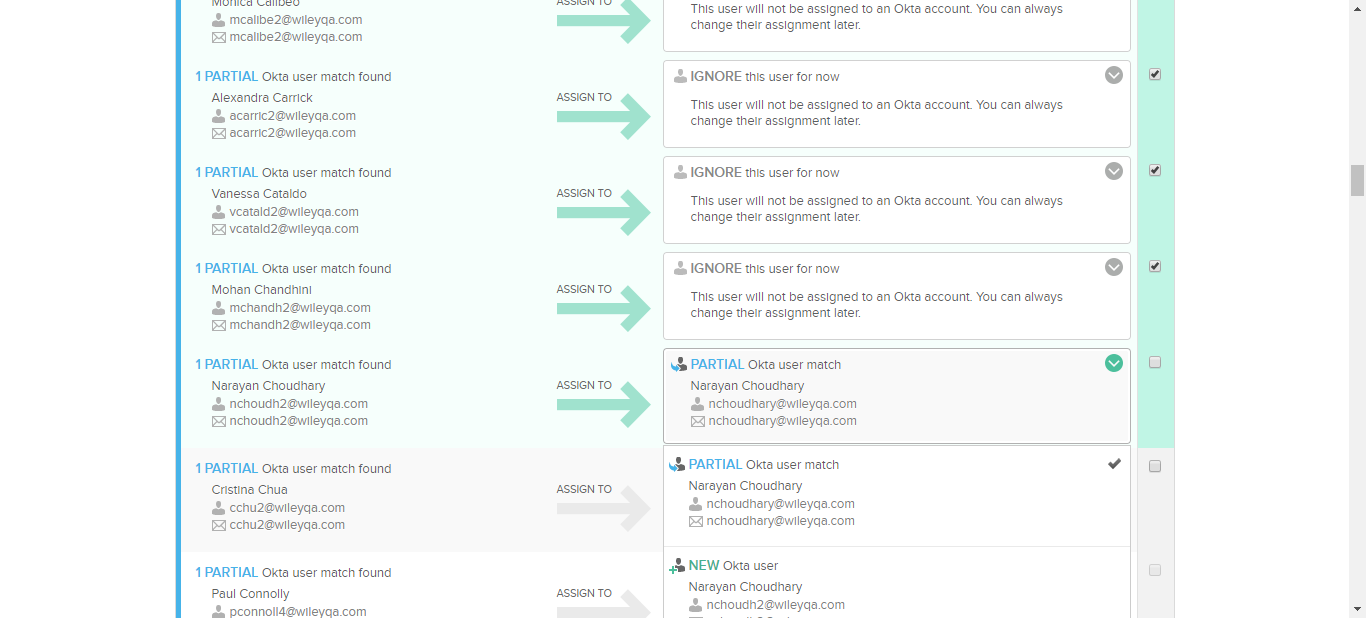 Monica Calibeo
ASSIGN TO
mcalibe2@wileyqa.com
mcalibe2@wileyqa.com
This user will not be assigned to an Okta account. You can always
change their assignment later.
1 PARTIAL Okta user match found
Alexandra Carrick
acarric2@wileyqa.com
acarric2@wileyqa.com
ASSIGN TO
IGNORE this user for now
This user will not be assigned to an Okta account. You can always
change their assignment later.
1 PARTIAL Okta user match found
Vanessa Cataldo
vcatald2@wileyqa.com
vcatald2@wileyqa.com
ASSIGN TO
IGNORE this user for now
This user will not be assigned to an Okta account. You can always
change their assignment later.
1 PARTIAL Okta user match found
Mohan Chandhini
mchandh2@wileyqa.com
mchandh2@wileyqa.com
ASSIGN TO
IGNORE this user for now
This user will not be assigned to an Okta account. You can always
change their assignment later.
1 PARTIAL Okta user match found
Narayan Choudhary
nchoudh2@wileyqa.com
nchoudh2@wileyqa.com
ASSIGN TO
PARTIAL Okta user match
Narayan Choudhary
nchoudhary@wileyqa.com
nchoudhary@wileyqa.com
1 PARTIAL Okta user match found
Cristina Chua
cchu2@wileyqa.com
cchu2@wileyqa.com
ASSIGN TO
PARTIAL Okta user match
Narayan Choudhary
nchoudhary@wileyqa.com
nchoudhary@wileyqa.com
1 PARTIAL Okta user match found
Paul Connolly
pconnoll4@wileyqa.com
ASSIGN TO
NEW Okta user
Narayan Choudhary
nchoudh2@wileyqa.com